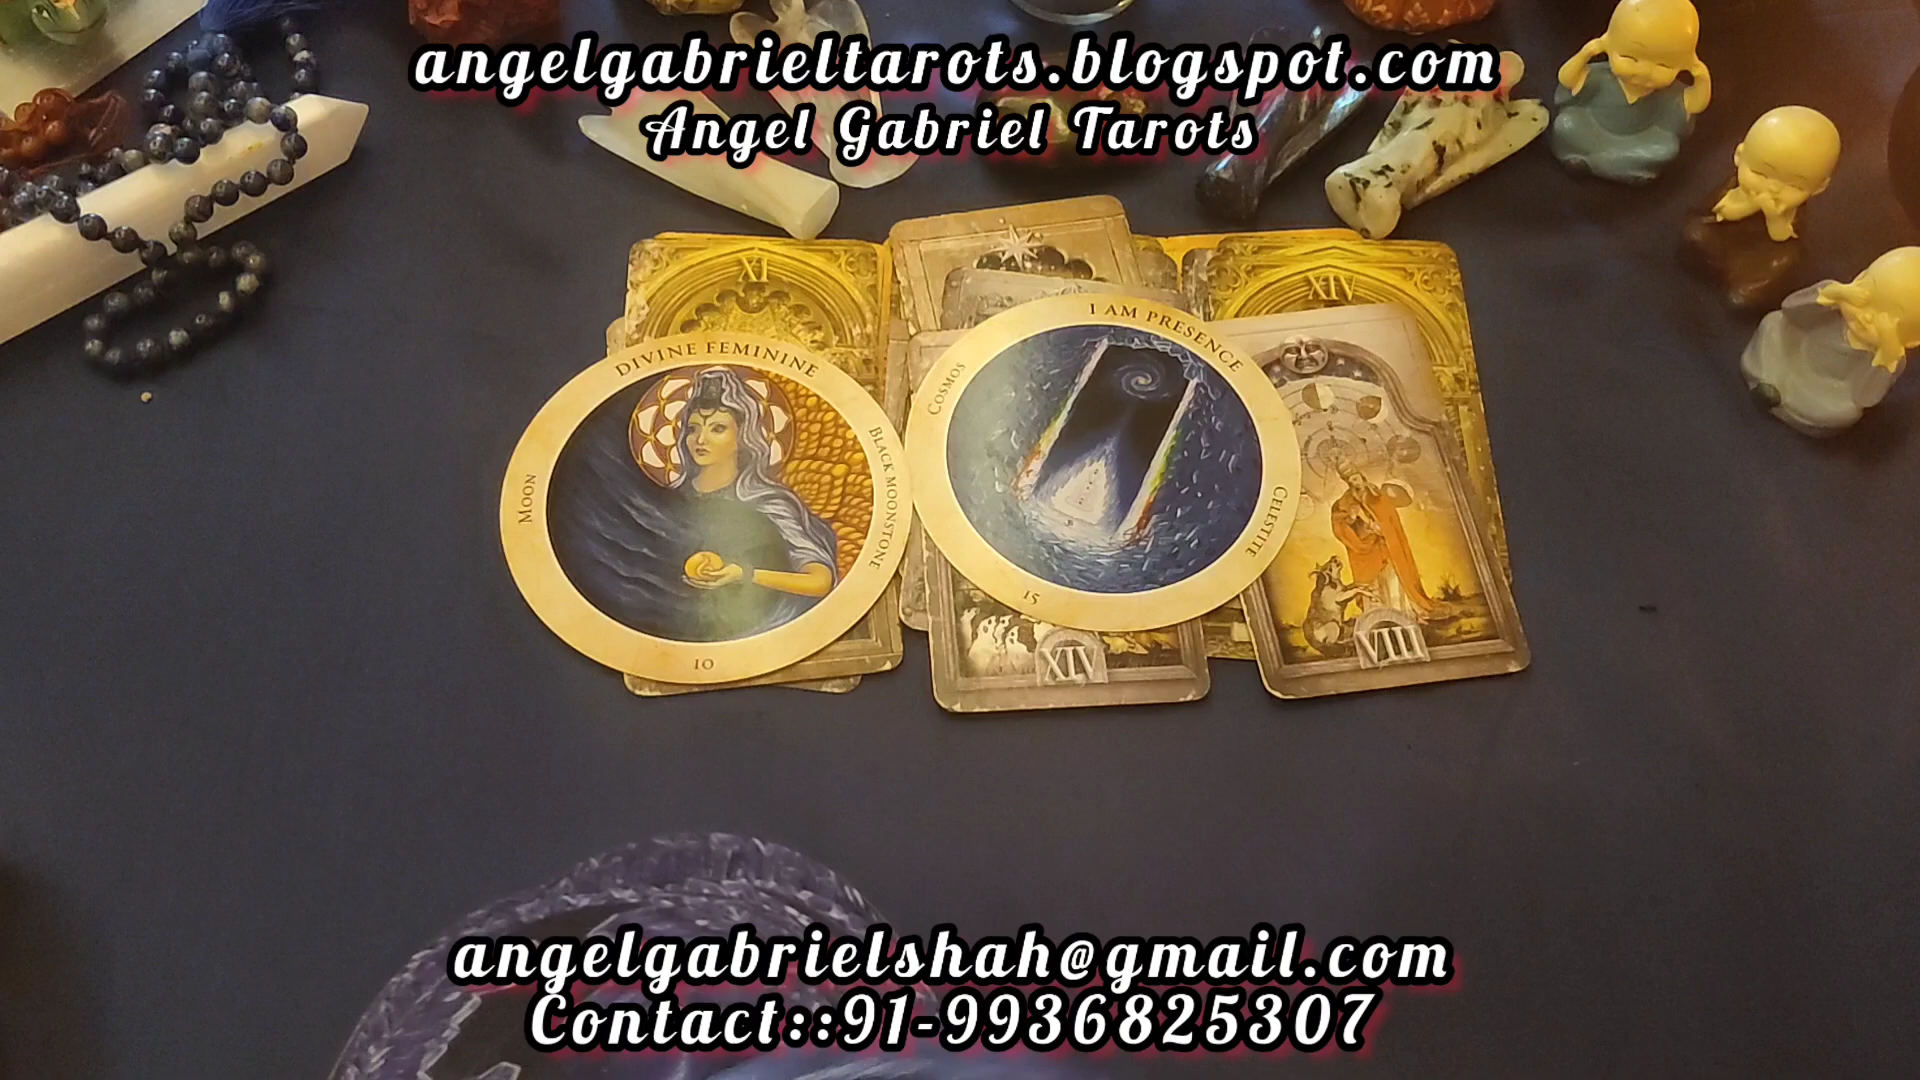 angelgabrieltarots.blogspot.com
Angel Gabriel Tarots
XI
XIV
I AM PRESENCE
COSMOS
CELESTITE
15
DIVINE FEMININE
MOON
BLACK MOONSTONE
10
XIV
VIII
angelgabrielshah@gmail.com
Contact::91-9936825307